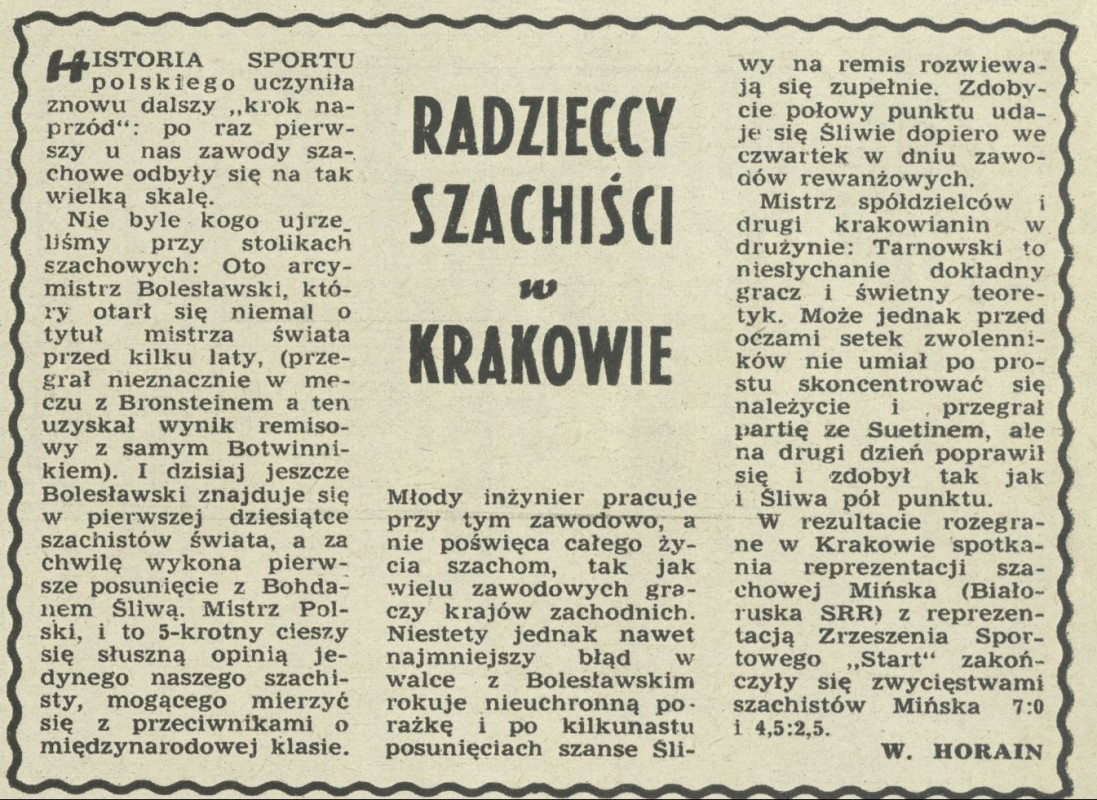 RADZIECCY
SZACHIŚCI
w
KRAKOWIE
HISTORIA SPORTU
polskiego uczyniła
znowu dalszy „krok na-
przód“: po raz pierw-
szy u nas zawody sza-
chowe odbyły się na tak
wielką skalę.
Nie byle kogo ujrze-
liśmy przy stolikach
szachowych: Oto arcy-
mistrz Bolesławski, któ-
ry otarł się niemal o
tytuł mistrza świata
przed kilku laty, (prze-
grał nieznacznie w me-
czu z Bronsteinem a ten
uzyskał wynik remiso-
wy z samym Botwinni-
kiem). I dzisiaj jeszcze
Bolesławski znajduje się
w pierwszej dziesiątce
szachistów świata, a za
chwilę wykona pierw-
sze posunięcie z Bohda-
nem Śliwą. Mistrz Pol-
ski, i to 5-krotny cieszy
się słuszną opinią je-
dynego naszego szachi-
sty, mogącego mierzyć
się z przeciwnikami o
międzynarodowej klasie.
Młody inżynier pracuje
przy tym zawodowo, a
nie poświęca całego ży-
cia szachom, tak jak
wielu zawodowych gra-
czy krajów zachodnich.
Niestety jednak nawet
najmniejszy błąd w
walce z Bolesławskim
rokuje nieuchronną po-
rażkę i po kilkunastu
posunięciach szanse Śli-
wy na remis rozwiewa-
ją się zupełnie. Zdoby-
cie połowy punktu uda-
je się Śliwie dopiero we
czwartek w dniu zawo-
dów rewanżowych.
Mistrz spółdzielców i
drugi krakowianin w
drużynie: Tarnowski to
niesłychanie dokładny
gracz i świetny teore-
tyk. Może jednak przed
oczami setek zwolenni-
ków nie umiał po pro-
stu skoncentrować się
należycie i przegrał
partię ze Suetinem, ale
na drugi dzień poprawił
się i zdobył tak jak
i Śliwa pół punktu.
W rezultacie rozegra-
ne w Krakowie spotka-
nia reprezentacji sza-
chowej Mińska (Biało-
ruska SRR) z reprezen-
tacją Zrzeszenia Spor-
towego „Start“ zakoń-
czyły się zwycięstwami
szachistów Mińska 7:0
i 4,5:2,5.
W. HORAIN